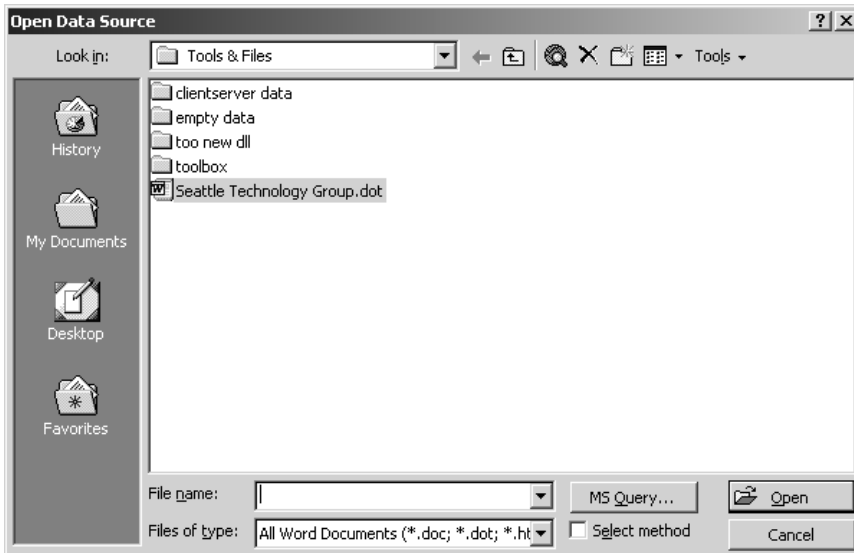 Open Data Source
Look in: Tools & Files Tools
clientserver data
empty data
too new dll
toolbox
Seattle Technology Group.dot
History
My Documents
Desktop
Favorites
File name: MS Query... Open
Files of type: All Word Documents (*.doc; *.dot; *.ht Select method Cancel